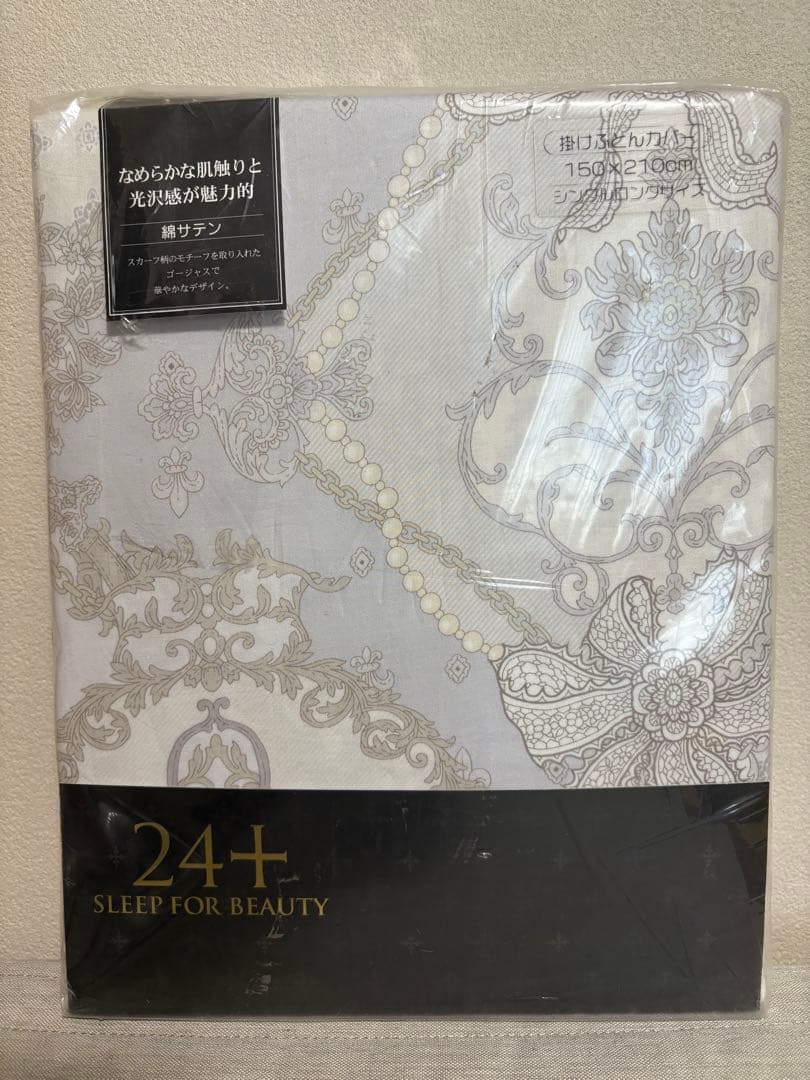 なめらかな肌触りと
光沢感が魅力的
綿サテン
スカーフ柄のモチーフを取り入れた
ゴージャスで
華やかなデザイン。
掛けふとんカバー
150×210cm
シングルロングサイズ
24+
SLEEP FOR BEAUTY